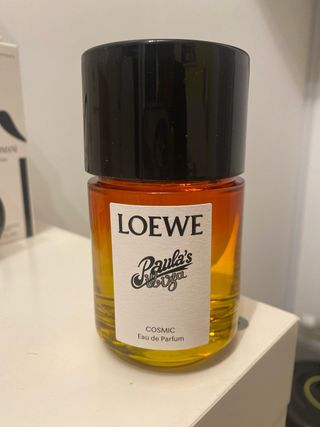 LOEWE
Paula's
Ibiza
COSMIC
Eau de Parfum